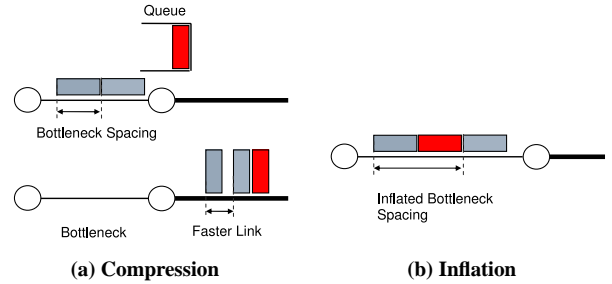 Queue
Bottleneck Spacing
Bottleneck
Faster Link
(a) Compression
Inflated Bottleneck
Spacing
(b) Inflation